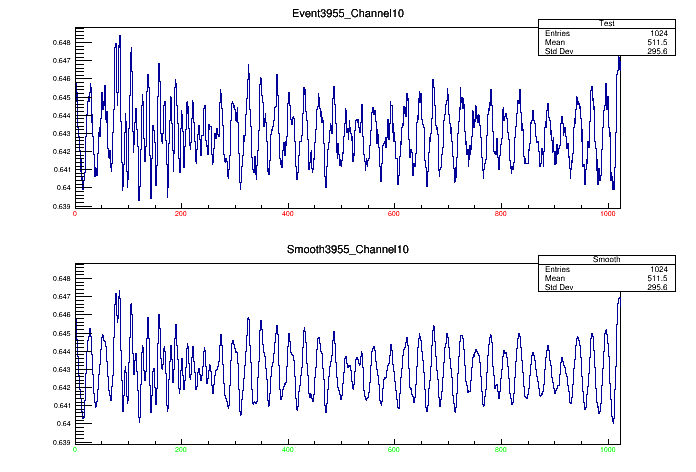 Event3955_Channel10
Test
Entries 1024
Mean 511.5
Std Dev 295.6
0.648
0.647
0.646
0.645
0.644
0.643
0.642
0.641
0.64
0.639
0 200 400 600 800 1000
Smooth3955_Channel10
Smooth
Entries 1024
Mean 511.5
Std Dev 295.6
0.648
0.647
0.646
0.645
0.644
0.643
0.642
0.641
0.64
0.639
0 200 400 600 800 1000